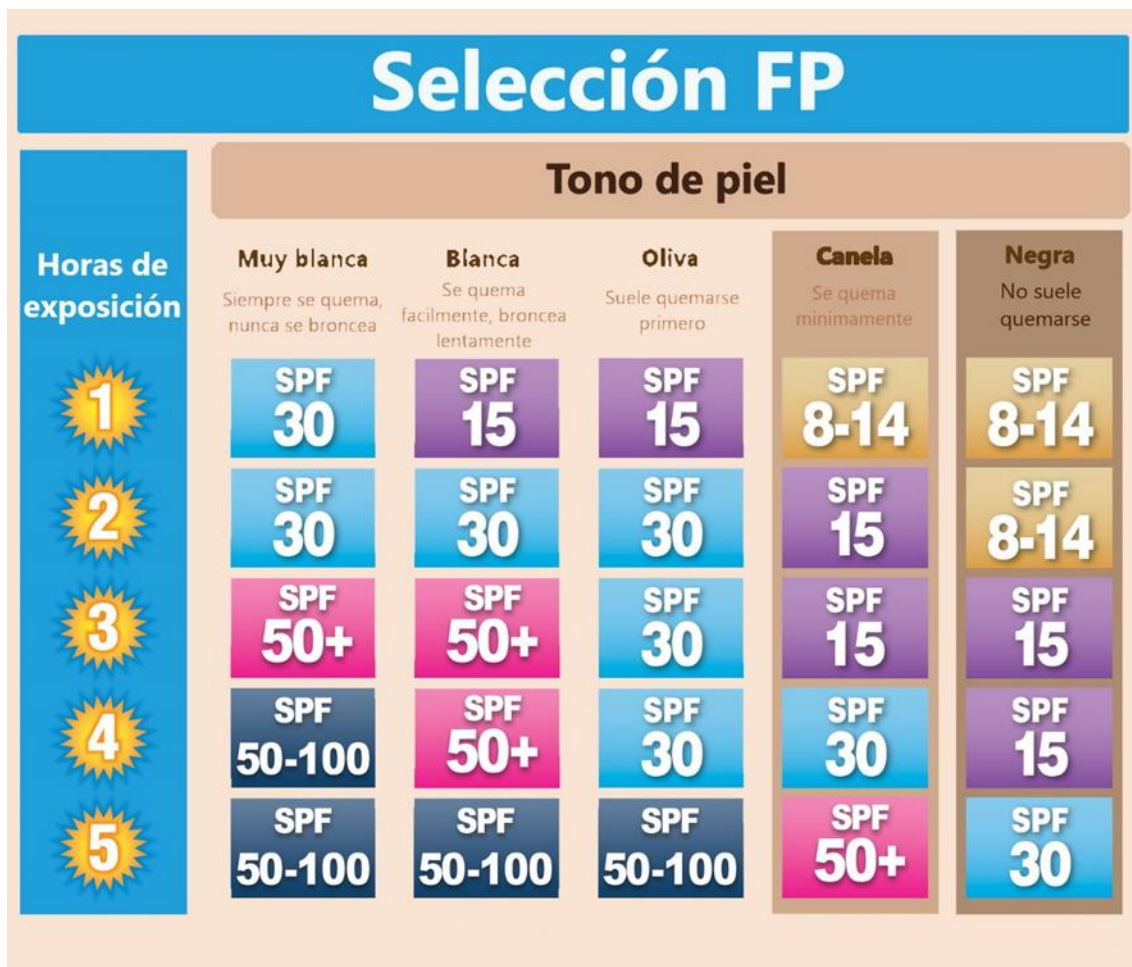 Selección FP
Tono de piel
Horas de
exposición
Muy blanca
Siempre se quema,
nunca se broncea
Blanca
Se quema
facilmente, broncea
lentamente
Oliva
Suele quemarse
primero
Canela
Se quema
minimamente
Negra
No suele
quemarse
1
SPF
30
SPF
15
SPF
15
SPF
8-14
SPF
8-14
2
SPF
30
SPF
30
SPF
30
SPF
15
SPF
8-14
3
SPF
50+
SPF
50+
SPF
30
SPF
15
SPF
15
4
SPF
50-100
SPF
50+
SPF
30
SPF
30
SPF
15
5
SPF
50-100
SPF
50-100
SPF
50-100
SPF
50+
SPF
30